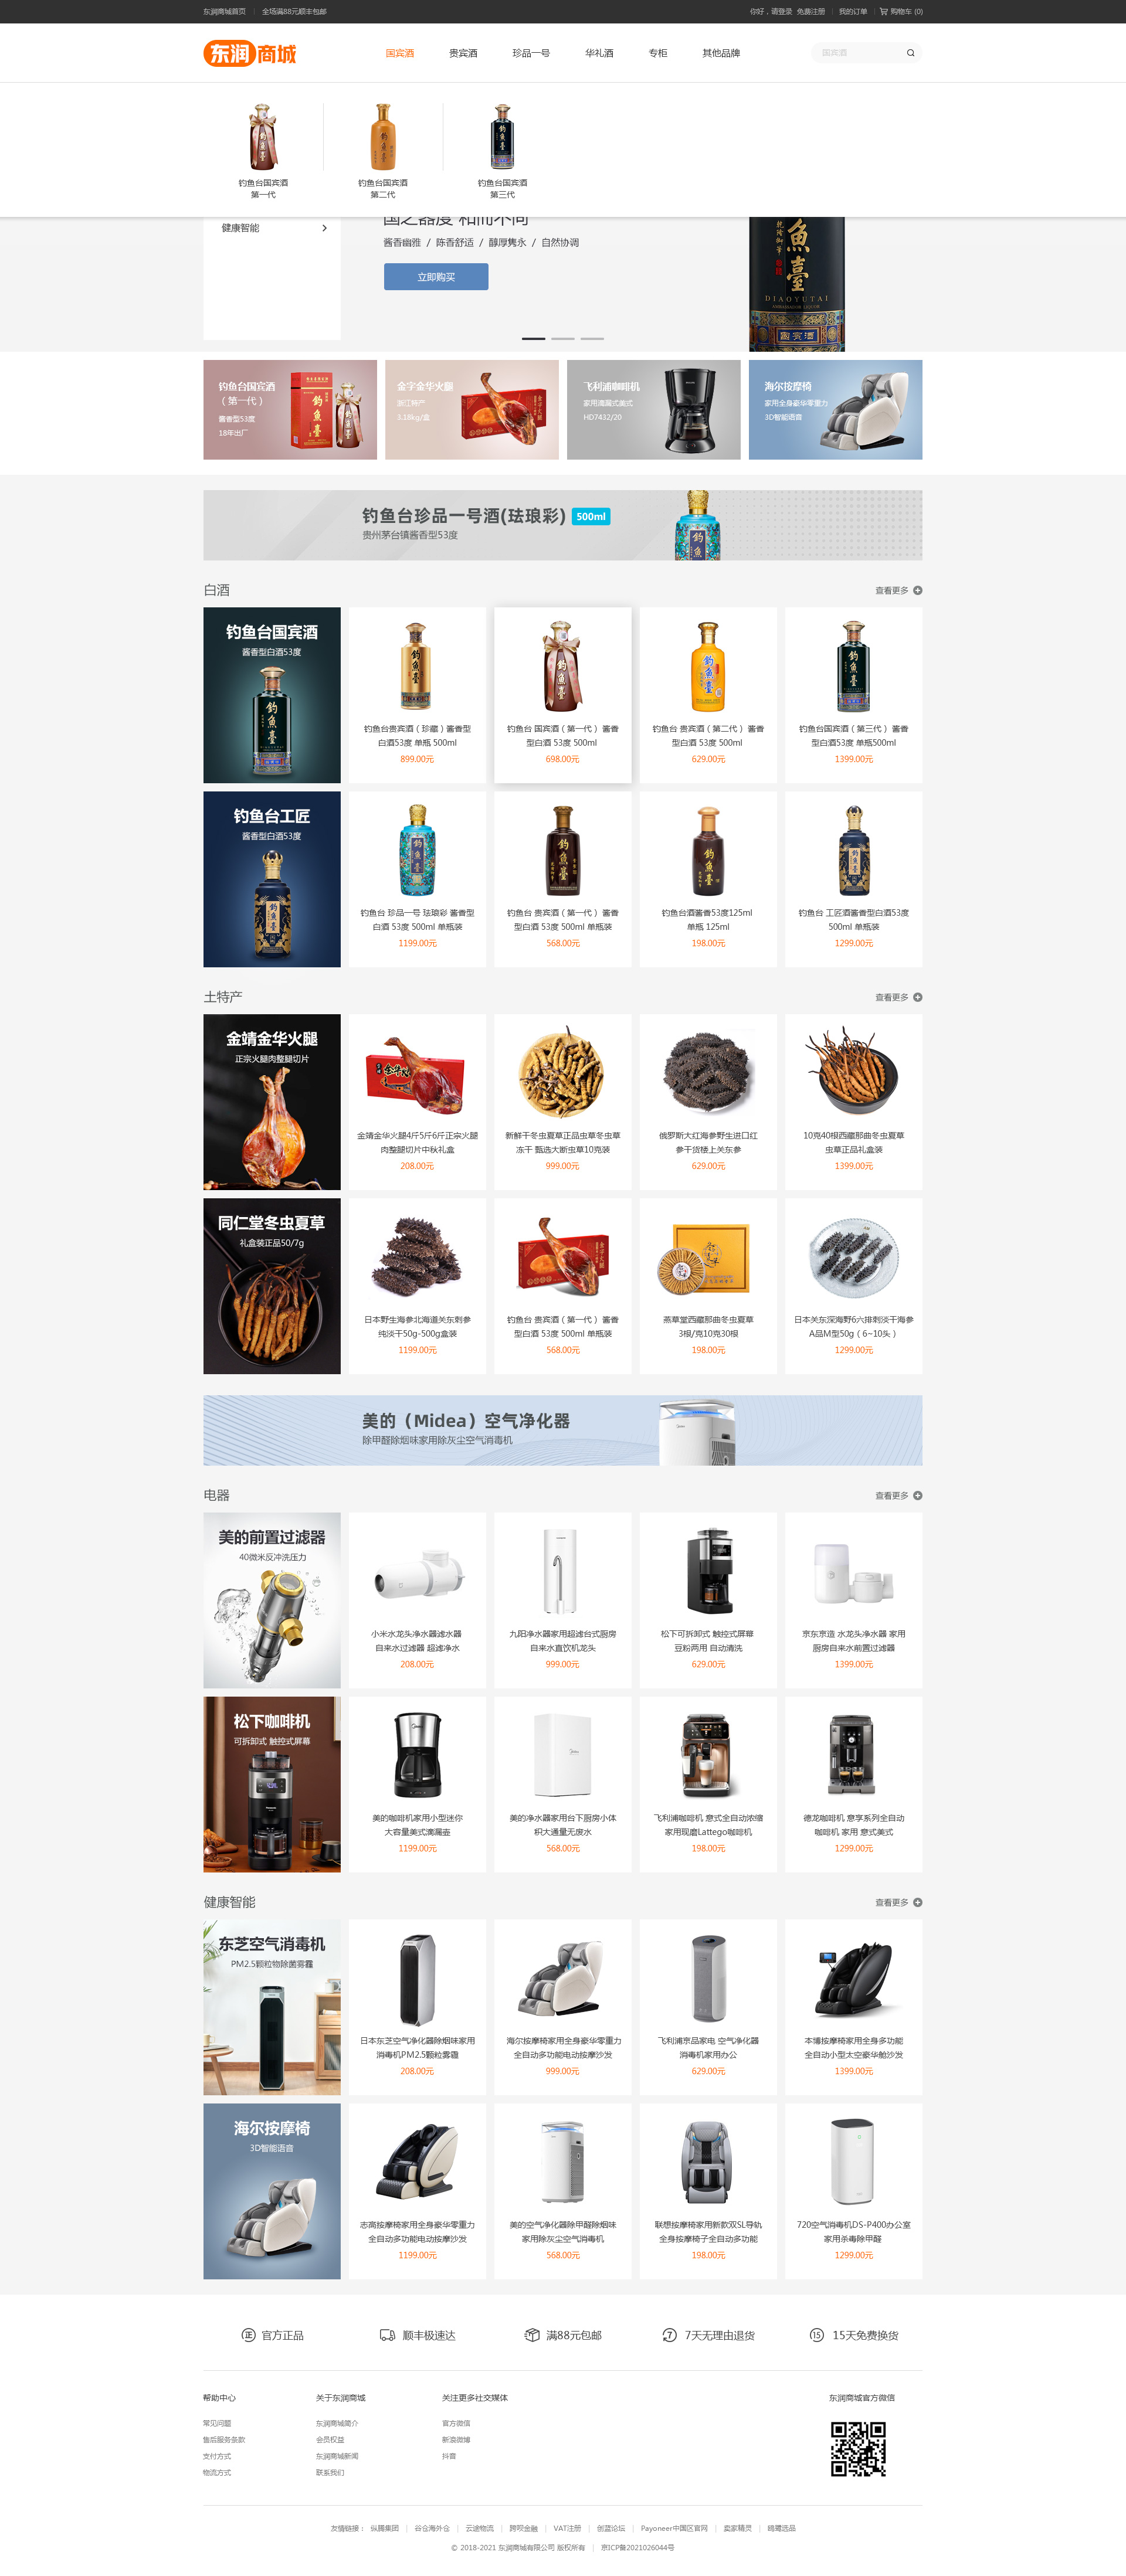 东润商城首页 全场满88元顺丰包邮 你好，请登录 免费注册 我的订单 购物车 (0)
东润商城 国宾酒 贵宾酒 珍品一号 华礼酒 专柜 其他品牌 国宾酒
钓鱼台国宾酒 钓鱼台国宾酒 钓鱼台国宾酒
第一代 第二代 第三代
国之器度 和而不同
健康智能
酱香幽雅 / 陈香舒适 / 醇厚隽永 / 自然协调
立即购买
钓鱼台国宾酒
（第一代）
酱香型53度
18年出厂
金字金华火腿
浙江特产
3.18kg/盒
飞利浦咖啡机
家用滴漏式美式
HD7432/20
海尔按摩椅
家用全身豪华零重力
3D智能语音
钓鱼台珍品一号酒(珐琅彩) 500ml
贵州茅台镇酱香型53度
白酒 查看更多
钓鱼台国宾酒
酱香型白酒53度
钓鱼台贵宾酒（珍藏）酱香型
白酒53度 单瓶 500ml
899.00元
钓鱼台 国宾酒（第一代） 酱香
型白酒 53度 500ml
698.00元
钓鱼台 贵宾酒（第二代） 酱香
型白酒 53度 500ml
629.00元
钓鱼台国宾酒（第三代） 酱香
型白酒53度 单瓶500ml
1399.00元
钓鱼台工匠
酱香型白酒53度
钓鱼台 珍品一号 珐琅彩 酱香型
白酒 53度 500ml 单瓶装
1199.00元
钓鱼台 贵宾酒（第一代） 酱香
型白酒 53度 500ml 单瓶装
568.00元
钓鱼台酒酱香53度125ml
单瓶 125ml
198.00元
钓鱼台 工匠酒酱香型白酒53度
500ml 单瓶装
1299.00元
土特产 查看更多
金靖金华火腿
正宗火腿肉整腿切片
金靖金华火腿4斤5斤6斤正宗火腿
肉整腿切片中秋礼盒
208.00元
新鲜干冬虫夏草正品虫草冬虫草
冻干 甄选大断虫草10克装
999.00元
俄罗斯大红海参野生进口红
参干货楼上关东参
629.00元
10克40根西藏那曲冬虫夏草
虫草正品礼盒装
1399.00元
同仁堂冬虫夏草
礼盒装正品50/7g
日本野生海参北海道关东刺参
纯淡干50g-500g盒装
1199.00元
钓鱼台 贵宾酒（第一代） 酱香
型白酒 53度 500ml 单瓶装
568.00元
燕草堂西藏那曲冬虫夏草
3根/克10克30根
198.00元
日本关东深海野6六排刺淡干海参
A品M型50g（6~10头）
1299.00元
美的（Midea）空气净化器
除甲醛除烟味家用除灰尘空气消毒机
电器 查看更多
美的前置过滤器
40微米反冲洗压力
小米水龙头净水器滤水器
自来水过滤器 超滤净水
208.00元
九阳净水器家用超滤台式厨房
自来水直饮机龙头
999.00元
松下可拆卸式 触控式屏幕
豆粉两用 自动清洗
629.00元
京东京造 水龙头净水器 家用
厨房自来水前置过滤器
1399.00元
松下咖啡机
可拆卸式 触控式屏幕
美的咖啡机家用小型迷你
大容量美式滴漏壶
1199.00元
美的净水器家用台下厨房小体
积大通量无废水
568.00元
飞利浦咖啡机 意式全自动浓缩
家用现磨Lattego咖啡机
198.00元
德龙咖啡机 意享系列全自动
咖啡机 家用 意式美式
1299.00元
健康智能 查看更多
东芝空气消毒机
PM2.5颗粒物除菌雾霾
日本东芝空气净化器除烟味家用
消毒机PM2.5颗粒雾霾
208.00元
海尔按摩椅家用全身豪华零重力
全自动多功能电动按摩沙发
999.00元
飞利浦京品家电 空气净化器
消毒机家用办公
629.00元
本博按摩椅家用全身多功能
全自动小型太空豪华舱沙发
1399.00元
海尔按摩椅
3D智能语音
志高按摩椅家用全身豪华零重力
全自动多功能电动按摩沙发
1199.00元
美的空气净化器除甲醛除烟味
家用除灰尘空气消毒机
568.00元
联想按摩椅家用新款双SL导轨
全身按摩椅子全自动多功能
198.00元
720空气消毒机DS-P400办公室
家用杀毒除甲醛
1299.00元
正 官方正品 顺丰极速达 满88元包邮 7 7天无理由退货 15 15天免费换货
帮助中心 关于东润商城 关注更多社交媒体 东润商城官方微信
常见问题 东润商城简介 官方微信
售后服务条款 会员权益 新浪微博
支付方式 东润商城新闻 抖音
物流方式 联系我们
友情链接： 纵腾集团 谷仓海外仓 云途物流 跨呗金融 VAT注册 创蓝论坛 Payoneer中国区官网 卖家精灵 鸥鹭选品
© 2018-2021 东润商城有限公司 版权所有 京ICP备2021026044号